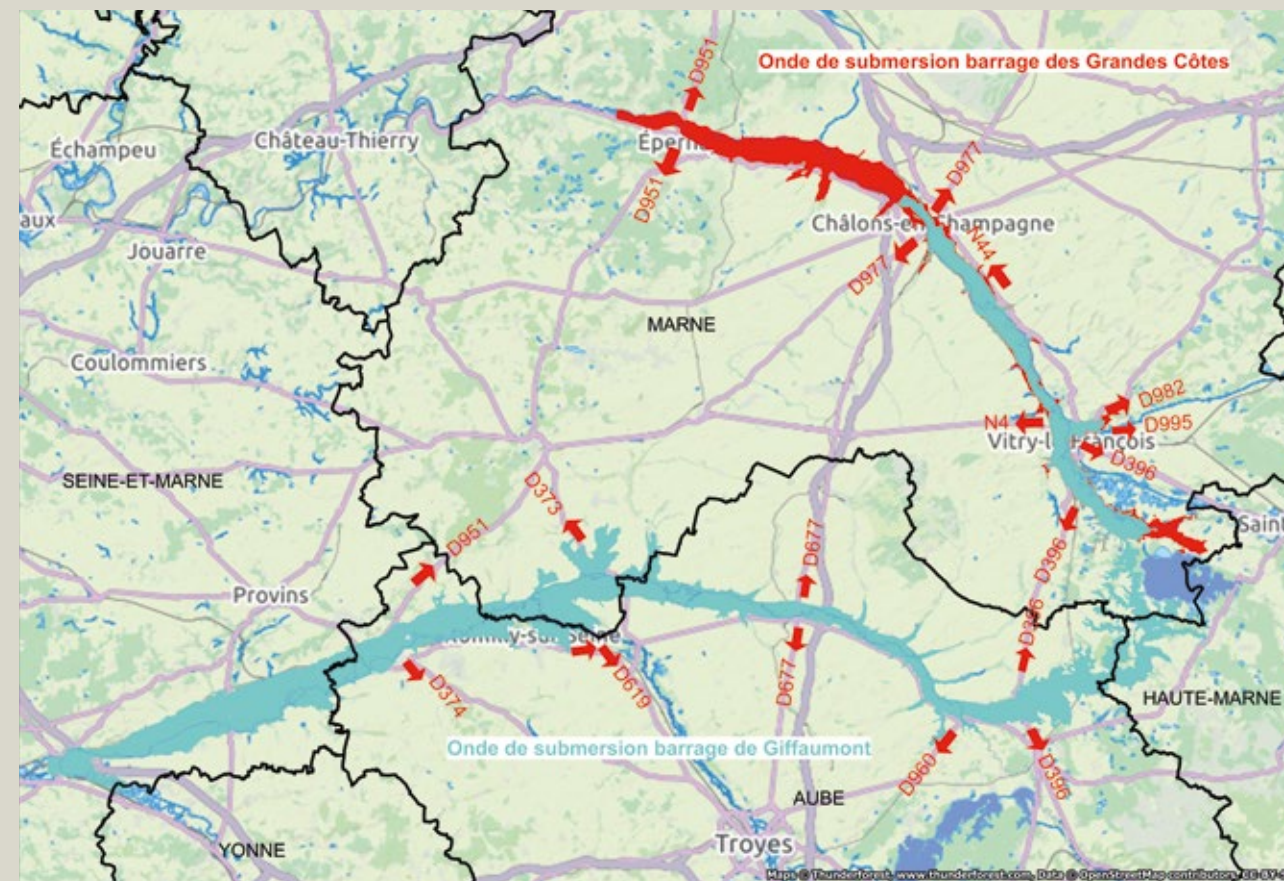 D951
Onde de submersion barrage des Grandes Côtes
Échampeu
Château-Thierry
Éperna
D977
D951
aux
Châlons-en-Champagne
Jouarre
N44
D977
MARNE
Coulommiers
D982
N4
D995
Vitry-l François
D396
SEINE-ET-MARNE
D373
Saint
D951
D677
D396
Provins
Romilly-sur-Seine
D396
D677
D619
D374
HAUTE-MARNE
Onde de submersion barrage de Giffaumont
D960
D396
AUBE
Troyes
YONNE
Maps © Thunderforest, www.thunderforest.com, Data © OpenStreetMap contributors, CC-BY-